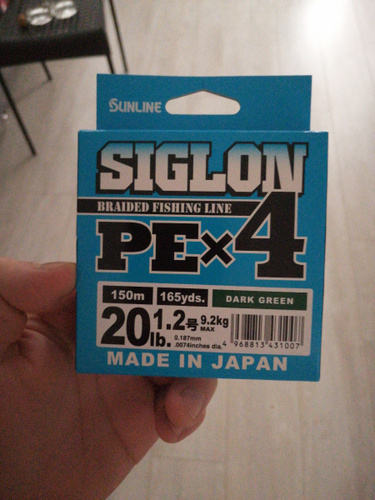 SUNLINE
SIGLON
BRAIDED FISHING LINE
PE×4
150m 165yds. DARK GREEN
20lb. 1.2号 9.2kg MAX
0.187mm
.0074inches dia.
4 968813 431007
MADE IN JAPAN